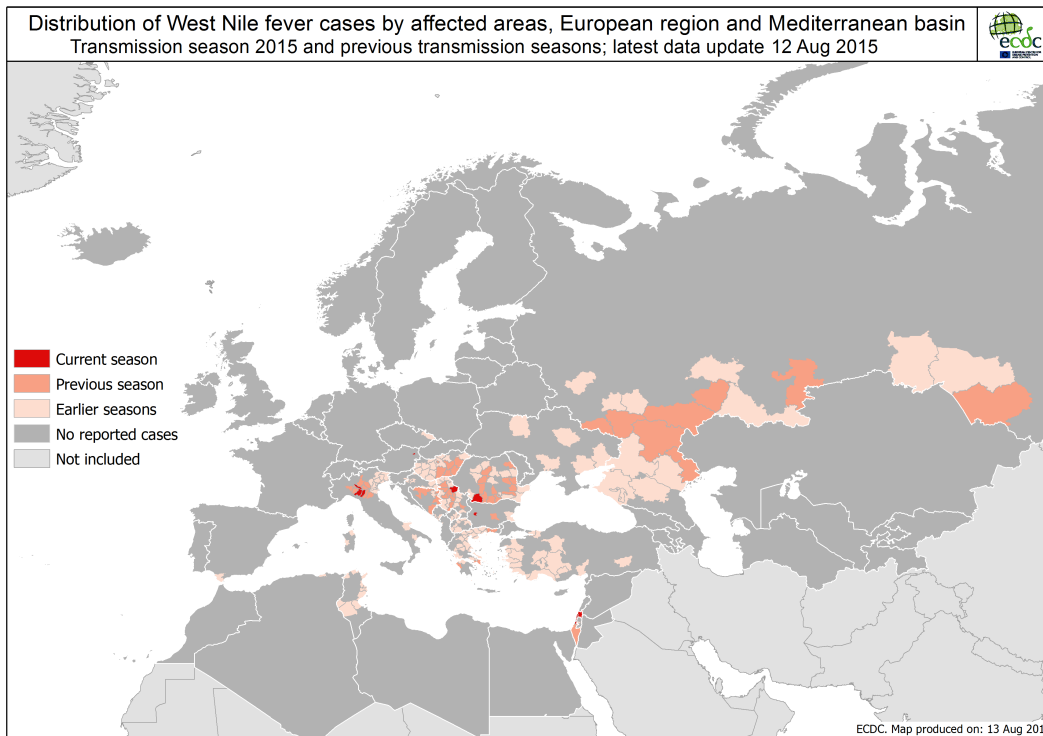 Distribution of West Nile fever cases by affected areas, European region and Mediterranean basin
Transmission season 2015 and previous transmission seasons; latest data update 12 Aug 2015
ecdc
Current season
Previous season
Earlier seasons
No reported cases
Not included
ECDC. Map produced on: 13 Aug 201